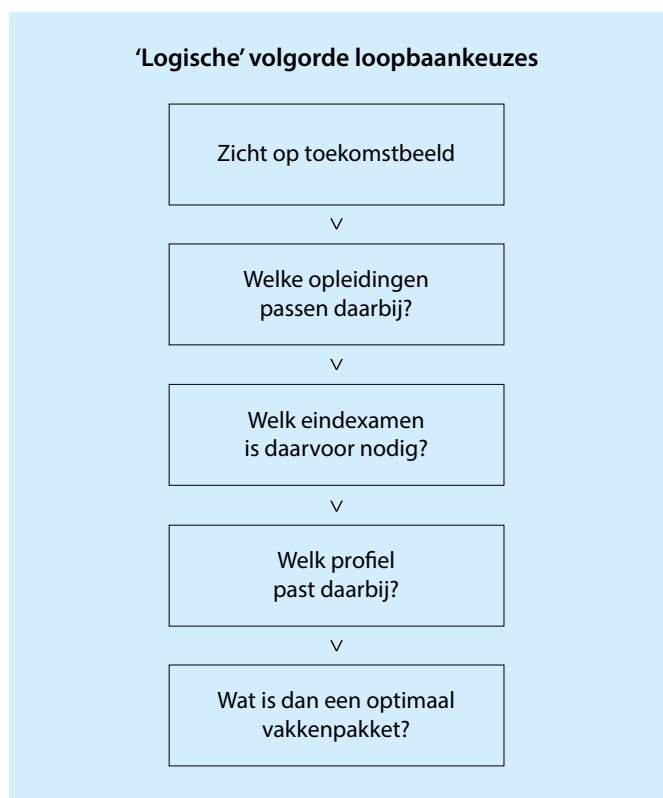 ‘Logische’ volgorde loopbaankeuzes
Zicht op toekomstbeeld
Welke opleidingen
passen daarbij?
Welk eindexamen
is daarvoor nodig?
Welk profiel
past daarbij?
Wat is dan een optimaal
vakkenpakket?